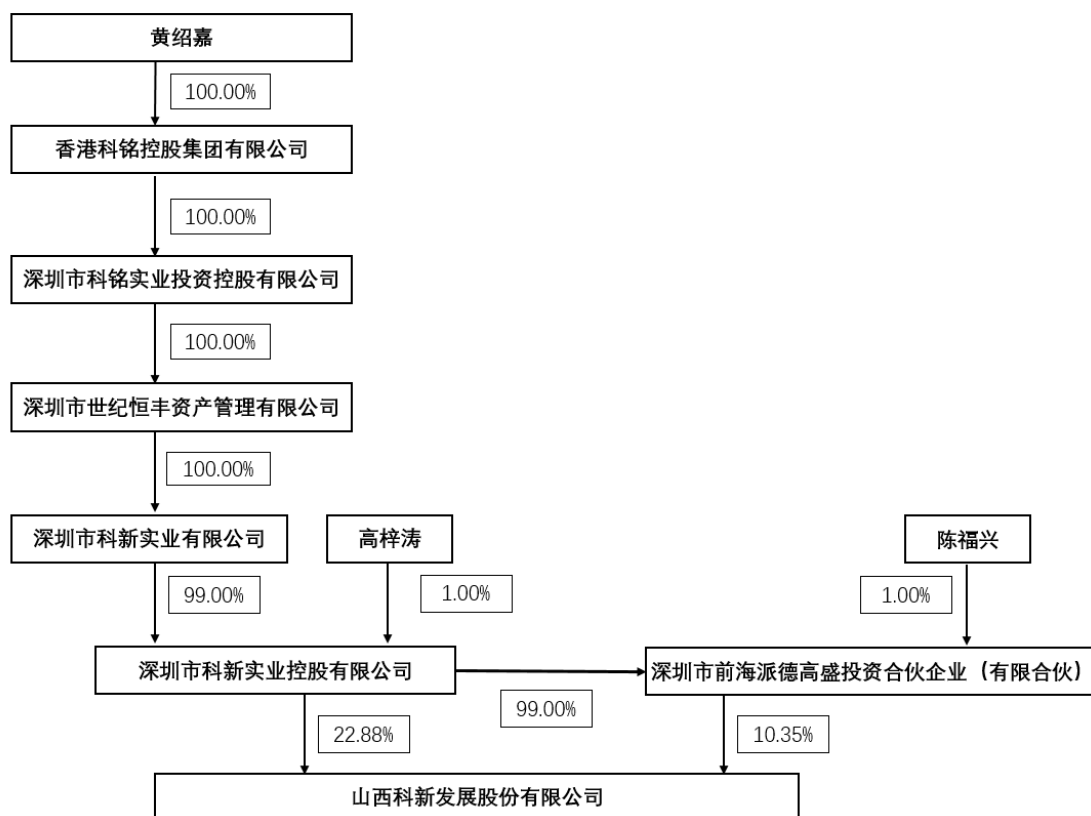 黄绍嘉
100.00%
香港科铭控股集团有限公司
100.00%
深圳市科铭实业投资控股有限公司
100.00%
深圳市世纪恒丰资产管理有限公司
100.00%
深圳市科新实业有限公司
高梓涛
陈福兴
99.00%
1.00%
1.00%
深圳市科新实业控股有限公司
深圳市前海派德高盛投资合伙企业（有限合伙）
99.00%
22.88%
10.35%
山西科新发展股份有限公司